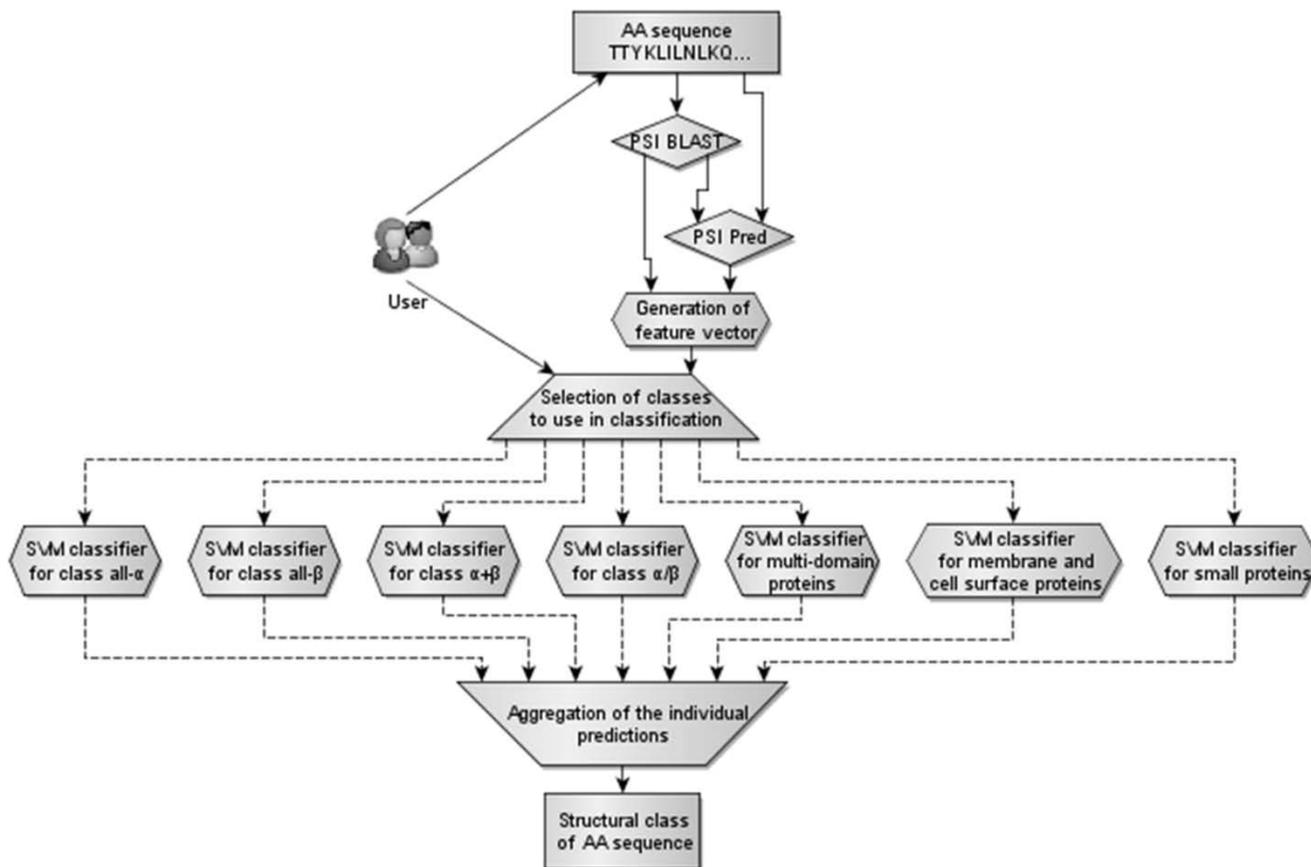 AA sequence
TTYKLILNLKQ...
PSI BLAST
PSI Pred
User
Generation of
feature vector
Selection of classes
to use in classification
SVM classifier
for class all-α
SVM classifier
for class all-β
SVM classifier
for class α+β
SVM classifier
for class α/β
SVM classifier
for multi-domain
proteins
SVM classifier
for membrane and
cell surface proteins
SVM classifier
for small proteins
Aggregation of the individual
predictions
Structural class
of AA sequence